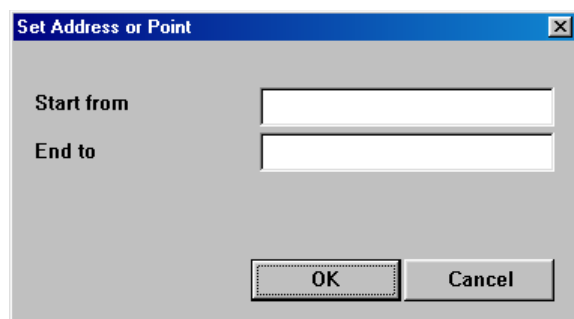 Set Address or Point
Start from
End to
OK Cancel